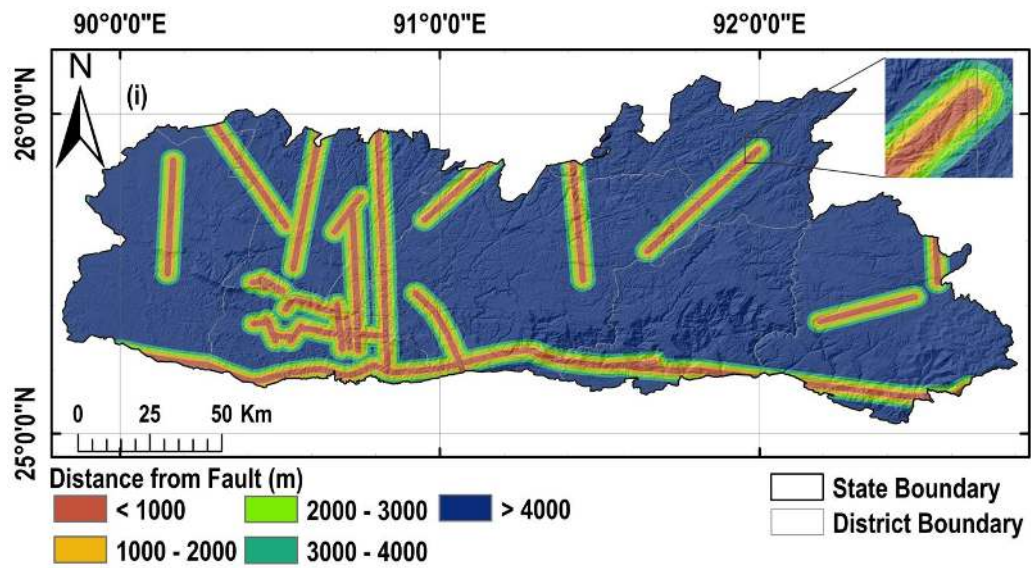 90°0'0"E 91°0'0"E 92°0'0"E
N
(i)
26°0'0"N
25°0'0"N
0 25 50 Km
Distance from Fault (m)
< 1000
1000 - 2000
2000 - 3000
3000 - 4000
> 4000
State Boundary
District Boundary